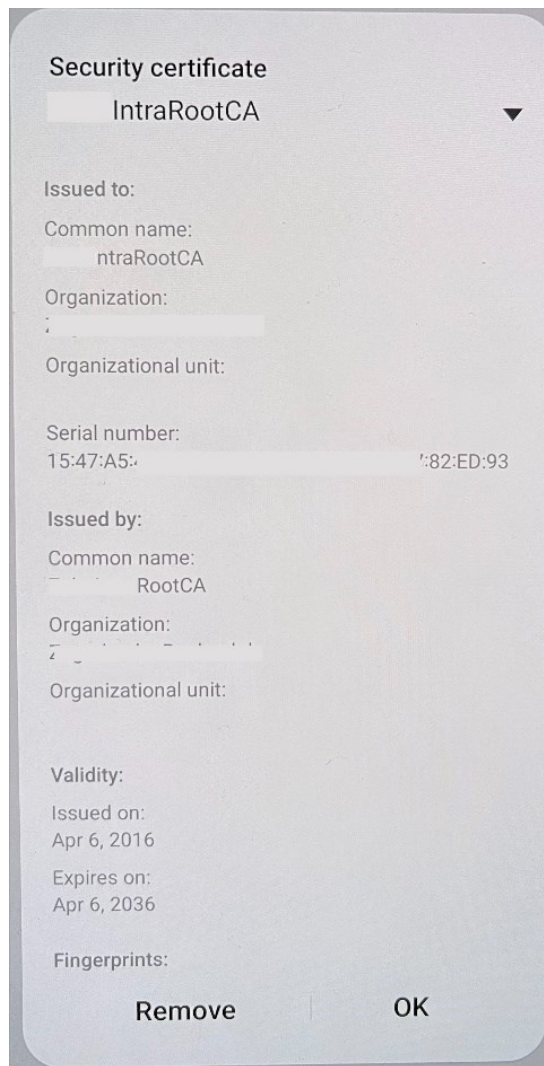 Security certificate
IntraRootCA
Issued to:
Common name:
ntraRootCA
Organization:
Organizational unit:
Serial number:
15:47:A5: :82:ED:93
Issued by:
Common name:
RootCA
Organization:
Organizational unit:
Validity:
Issued on:
Apr 6, 2016
Expires on:
Apr 6, 2036
Fingerprints:
Remove OK